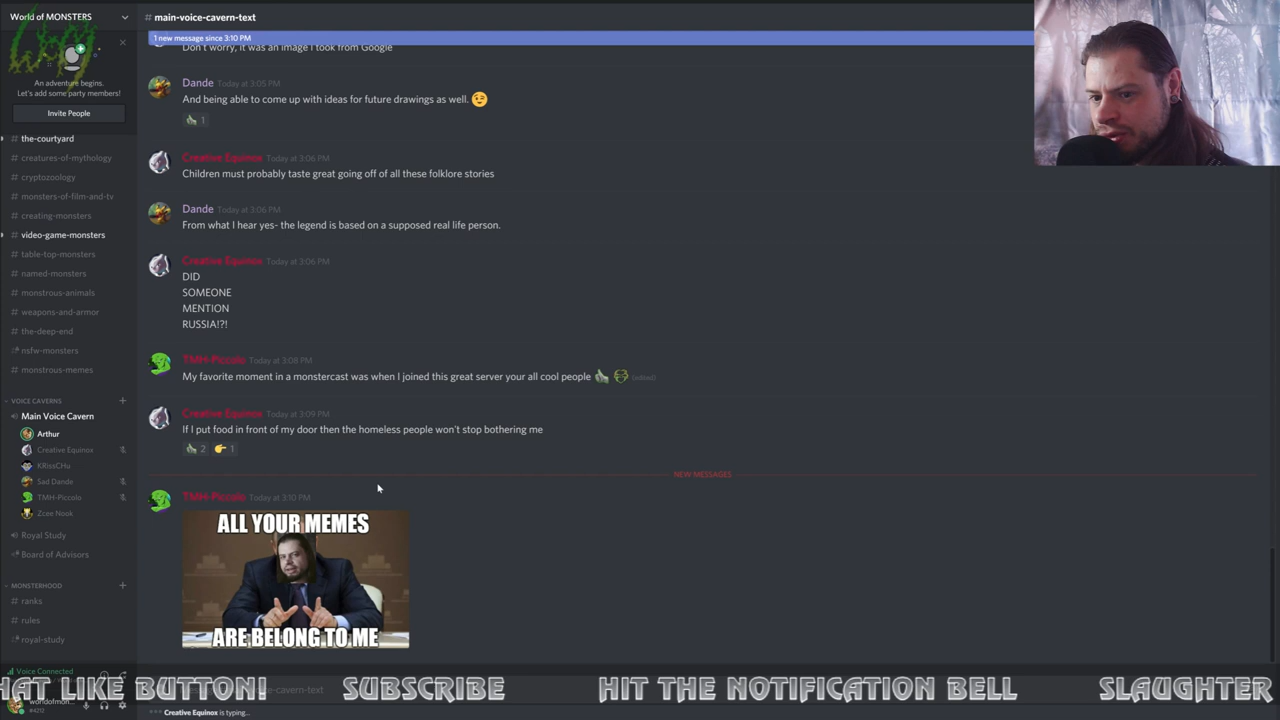 World of MONSTERS
An adventure begins.
Let's add some party members!
Invite People
# the-courtyard
# creatures-of-mythology
# cryptozoology
# monsters-of-film-and-tv
# creating-monsters
# video-game-monsters
# table-top-monsters
# named-monsters
# monstrous-animals
# weapons-and-armor
# the-deep-end
# nsfw-monsters
# monstrous-memes
VOICE CAVERNS
Main Voice Cavern
Arthur
Creative Equinox
KRissCHu
Sad Dande
TMH-Piccolo
Zcee Nook
Royal Study
Board of Advisors
MONSTERHOOD
# ranks
# rules
royal-study
Voice Connected
worldofmon...
#4212
# main-voice-cavern-text
1 new message since 3:10 PM
Don't worry, it was an image I took from Google
Dande Today at 3:05 PM
And being able to come up with ideas for future drawings as well.
1
Creative Equinox Today at 3:06 PM
Children must probably taste great going off of all these folklore stories
Dande Today at 3:06 PM
From what I hear yes- the legend is based on a supposed real life person.
Creative Equinox Today at 3:06 PM
DID
SOMEONE
MENTION
RUSSIA!?!
TMH-Piccolo Today at 3:08 PM
My favorite moment in a monstercast was when I joined this great server your all cool people (edited)
Creative Equinox Today at 3:09 PM
If I put food in front of my door then the homeless people won't stop bothering me
2 1
NEW MESSAGES
TMH-Piccolo Today at 3:10 PM
ALL YOUR MEMES
ARE BELONG TO ME
HAT LIKE BUTTON! SUBSCRIBE HIT THE NOTIFICATION BELL SLAUGHTER
Creative Equinox is typing...